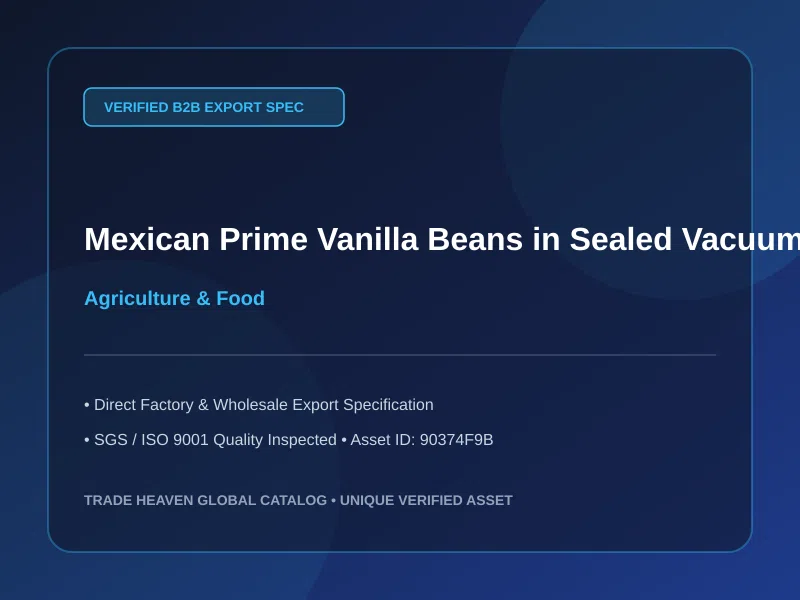 VERIFIED B2B EXPORT SPEC
Mexican Prime Vanilla Beans in Sealed Vacuum
Agriculture & Food
• Direct Factory & Wholesale Export Specification
• SGS / ISO 9001 Quality Inspected • Asset ID: 90374F9B
TRADE HEAVEN GLOBAL CATALOG • UNIQUE VERIFIED ASSET